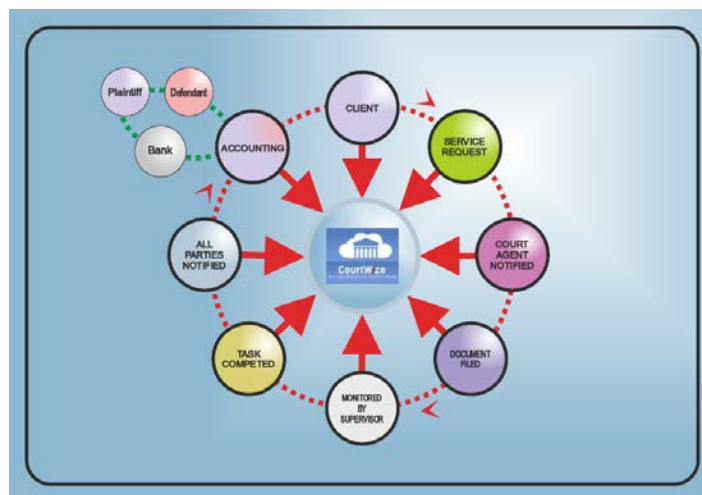 Plaintiff
Defendant
Bank
ACCOUNTING
CLIENT
SERVICE
REQUEST
COURT
AGENT
NOTIFIED
DOCUMENT
FILED
MONITORED
BY
SUPERVISOR
TASK
COMPETED
ALL
PARTIES
NOTIFIED
CourtWize